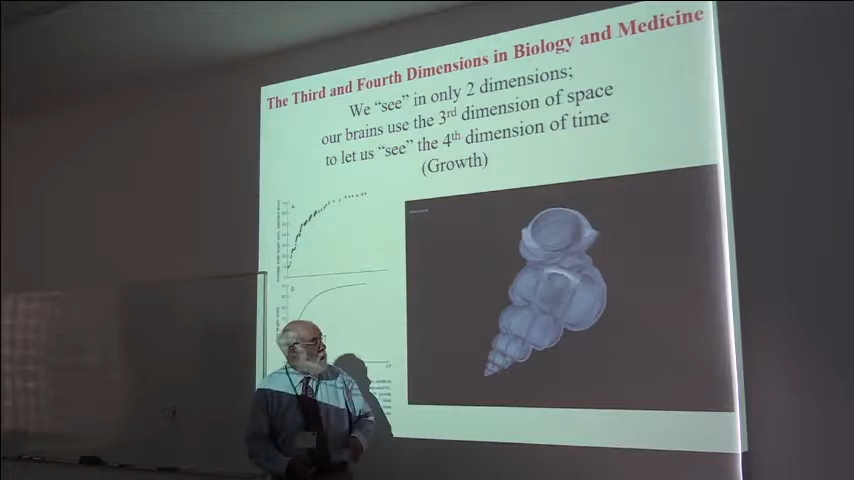 The Third and Fourth Dimensions in Biology and Medicine
We “see” in only 2 dimensions;
our brains use the 3rd dimension of space
to let us “see” the 4th dimension of time
(Growth)